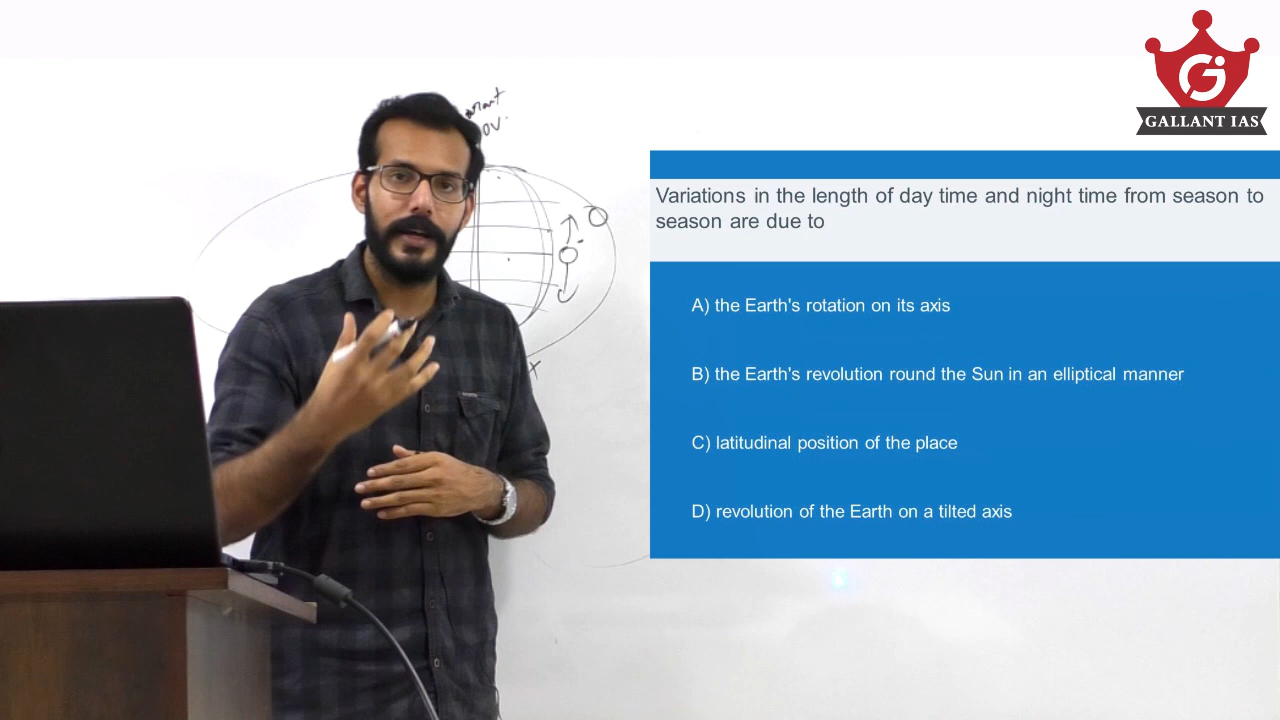 GALLANT IAS
Variations in the length of day time and night time from season to
season are due to
A) the Earth's rotation on its axis
B) the Earth's revolution round the Sun in an elliptical manner
C) latitudinal position of the place
D) revolution of the Earth on a tilted axis